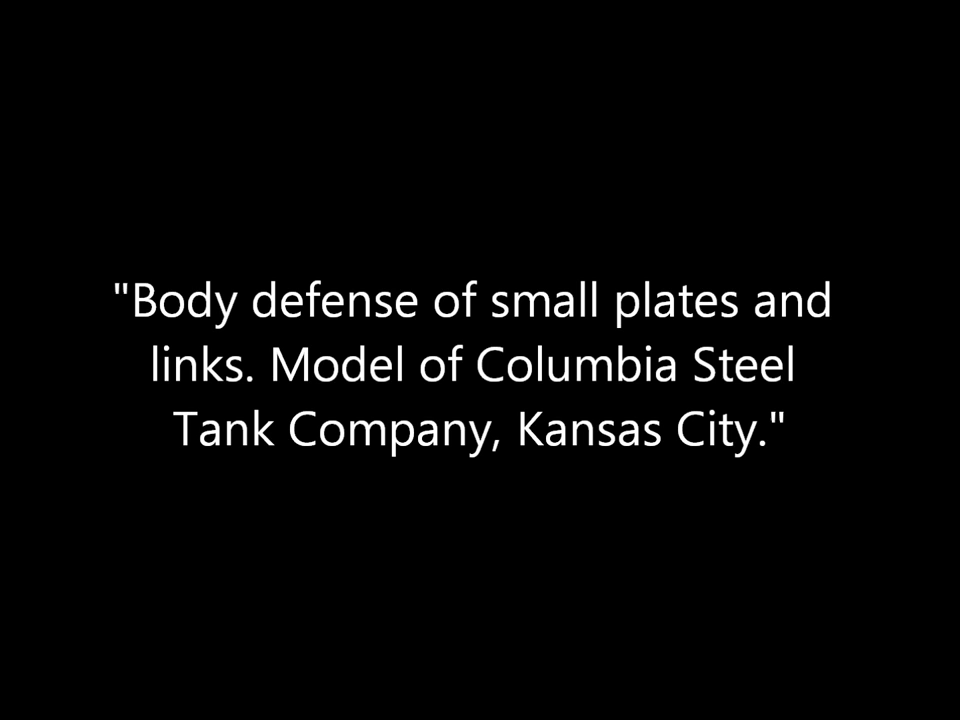 "Body defense of small plates and
links. Model of Columbia Steel
Tank Company, Kansas City."